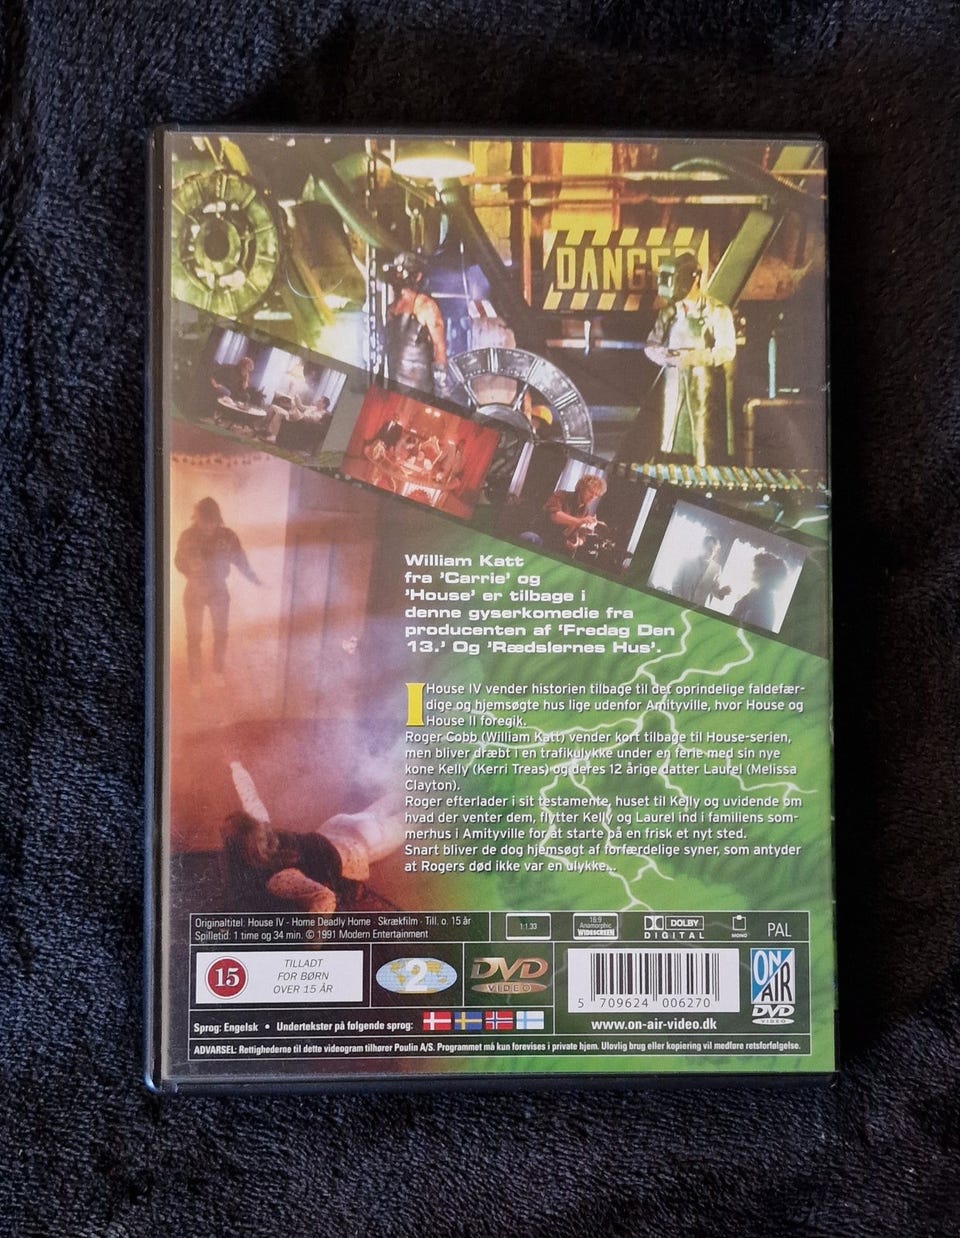 DANGER
William Katt
fra 'Carrie' og
'House' er tilbage i
denne gyserkomedie fra
producenten af 'Fredag Den
13.' Og 'Rædslernes Hus'.
I House IV vender historien tilbage til det oprindelige faldefær-
dige og hjemsøgte hus lige udenfor Amityville, hvor House og
House II foregik.
Roger Cobb (William Katt) vender kort tilbage til House-serien,
men bliver dræbt i en trafikulykke under en ferie med sin nye
kone Kelly (Kerri Treas) og deres 12 årige datter Laurel (Melissa
Clayton).
Roger efterlader i sit testamente, huset til Kelly og uvidende om
hvad der venter dem, flytter Kelly og Laurel ind i familiens som-
merhus i Amityville for at starte på en frisk et nyt sted.
Snart bliver de dog hjemsøgt af forfærdelige syner, som antyder
at Rogers død ikke var en ulykke...
Originaltitel: House IV - Home Deadly Home · Skrækfilm · Till. o. 15 år
Spilletid: 1 time og 34 min. © 1991 Modern Entertainment
1:1.33
16:9
Anamorphic
WIDESCREEN
DOLBY
DIGITAL
MONO
PAL
15
TILLADT
FOR BØRN
OVER 15 ÅR
2
DVD
VIDEO
5 709624 006270
ON
AIR
DVD
VIDEO
Sprog: Engelsk • Undertekster på følgende sprog:
www.on-air-video.dk
ADVARSEL: Rettighederne til dette videogram tilhører Poulin A/S. Programmet må kun forevises i private hjem. Ulovlig brug eller kopiering vil medføre retsforfølgelse.